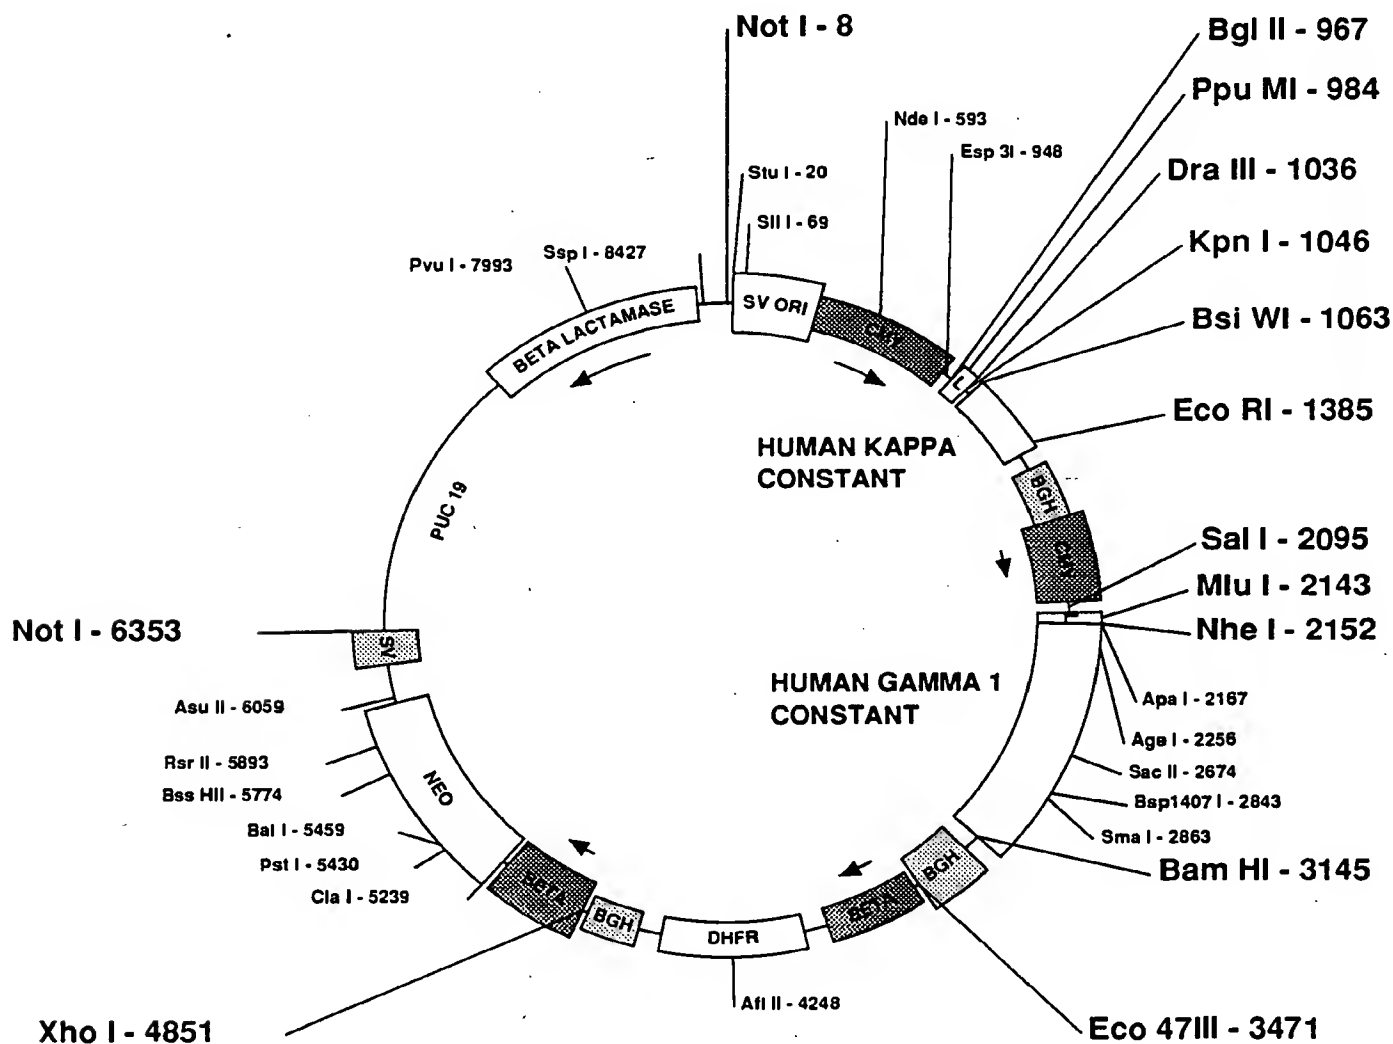 Not I - 8
Bgl II - 967
Ppu MI - 984
Nde I - 593
Esp 3I - 948
Stu I - 20
Dra III - 1036
SII I - 69
Kpn I - 1046
Ssp I - 8427
Pvu I - 7993
SV ORI
BETA LACTAMASE
CMV
Bsi WI - 1063
L
Eco RI - 1385
HUMAN KAPPA
CONSTANT
BGH
PUC 19
Sal I - 2095
CMV
Mlu I - 2143
Not I - 6353
Nhe I - 2152
SV
HUMAN GAMMA 1
CONSTANT
Apa I - 2167
Asu II - 6059
Age I - 2256
Rsr II - 5893
Sac II - 2674
Bss HII - 5774
NEO
Bsp1407 I - 2843
Bal I - 5459
Sma I - 2863
Pst I - 5430
BGH
Bam HI - 3145
Cla I - 5239
BETA
BETA
BGH
DHFR
Afl II - 4248
Xho I - 4851
Eco 47III - 3471